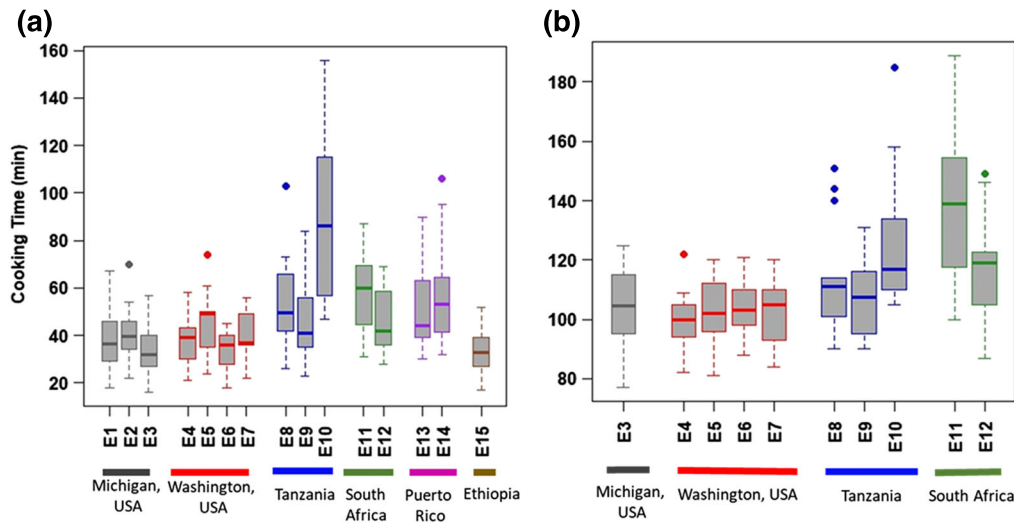 (a)
Cooking Time (min)
160
140
120
100
80
60
40
20
E1 E2 E3 E4 E5 E6 E7 E8 E9 E10 E11 E12 E13 E14 E15
Michigan, USA
Washington, USA
Tanzania
South Africa
Puerto Rico
Ethiopia
(b)
180
160
140
120
100
80
E3 E4 E5 E6 E7 E8 E9 E10 E11 E12
Michigan, USA
Washington, USA
Tanzania
South Africa